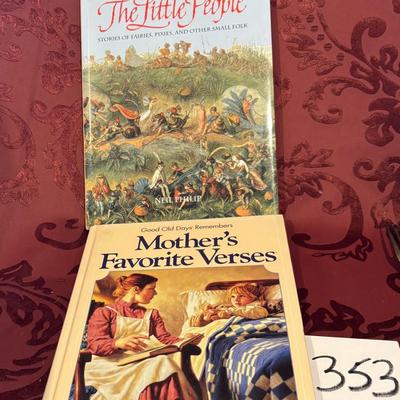 The Little People
STORIES OF FAIRIES, PIXIES, AND OTHER SMALL FOLK
NEIL PHILIP
Good Old Days Remembers
Mother's
Favorite Verses
353